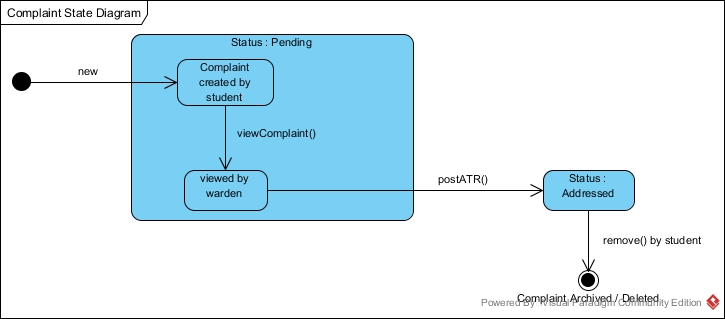 Complaint State Diagram
Status : Pending
new
Complaint
created by
student
viewComplaint()
viewed by
warden
postATR()
Status :
Addressed
remove() by student
Complaint Archived / Deleted
Powered By Visual Paradigm Community Edition